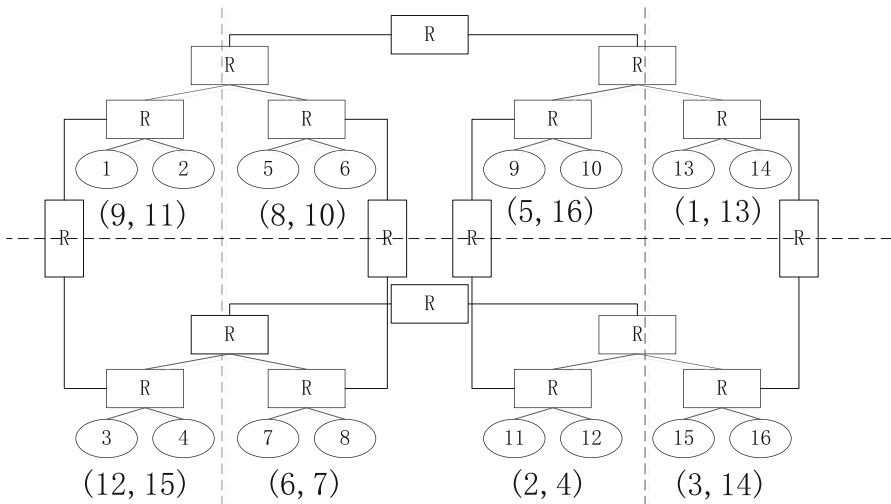 R
R R
R R R R
1 2 5 6 9 10 13 14
(9, 11) (8, 10) (5, 16) (1, 13)
R R R R
R
R R
R R R R
3 4 7 8 11 12 15 16
(12, 15) (6, 7) (2, 4) (3, 14)